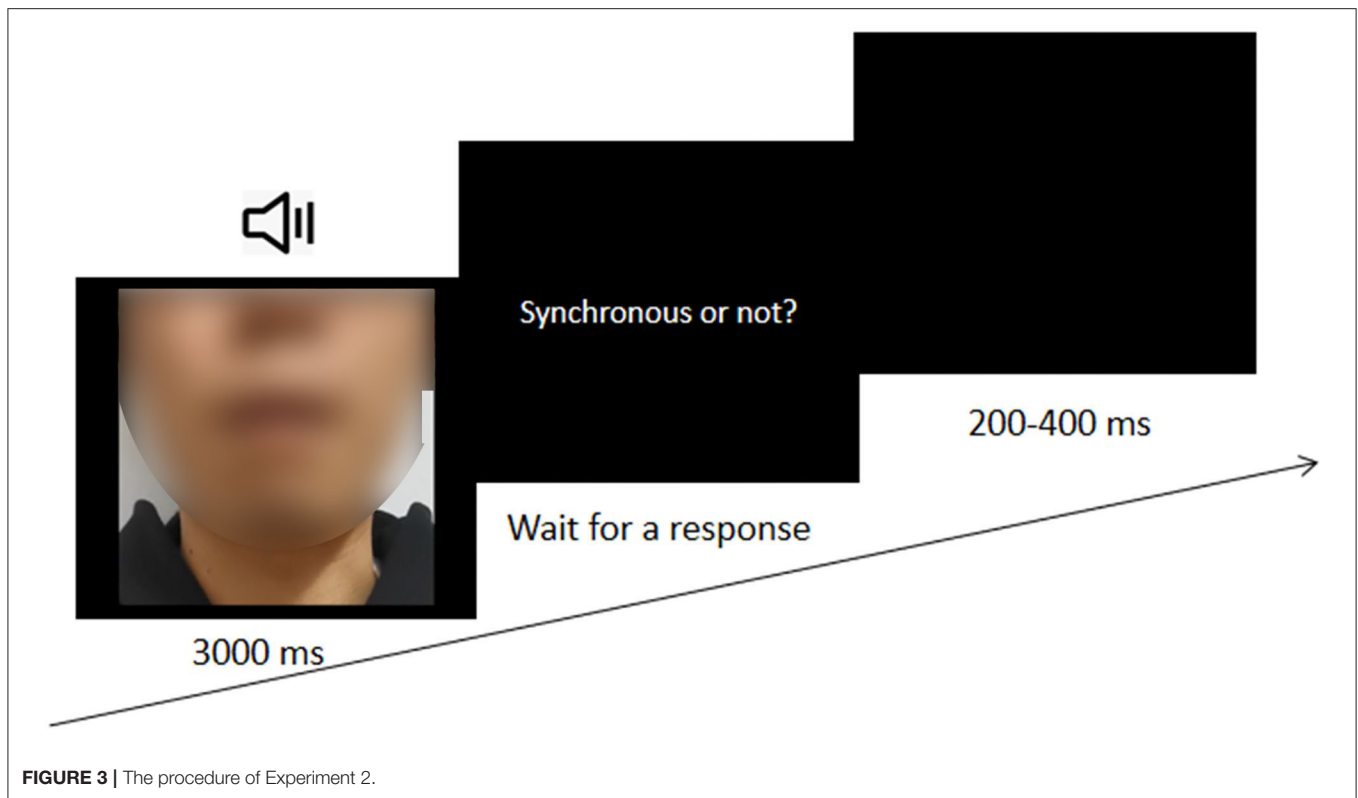 Synchronous or not?
200-400 ms
Wait for a response
3000 ms
FIGURE 3 | The procedure of Experiment 2.